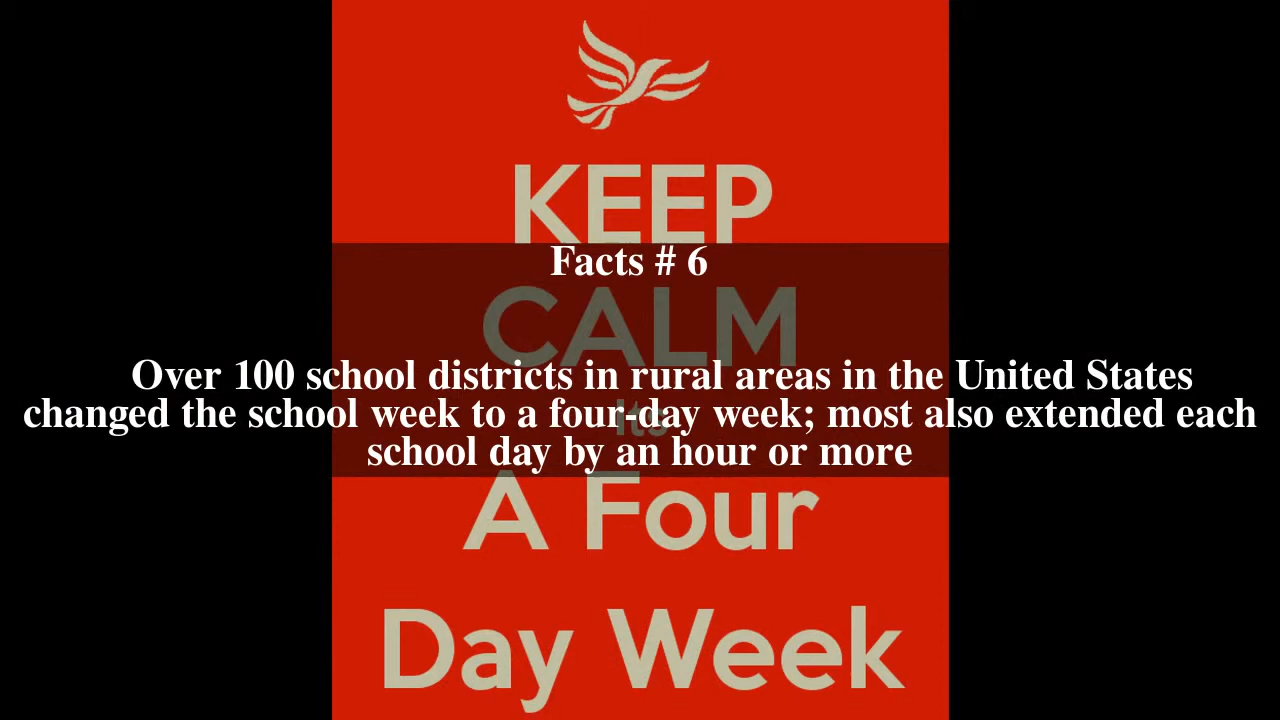 KEEP
Facts # 6
CALM
Over 100 school districts in rural areas in the United States
changed the school week to a four-day week; most also extended each
Its
school day by an hour or more
A Four
Day Week